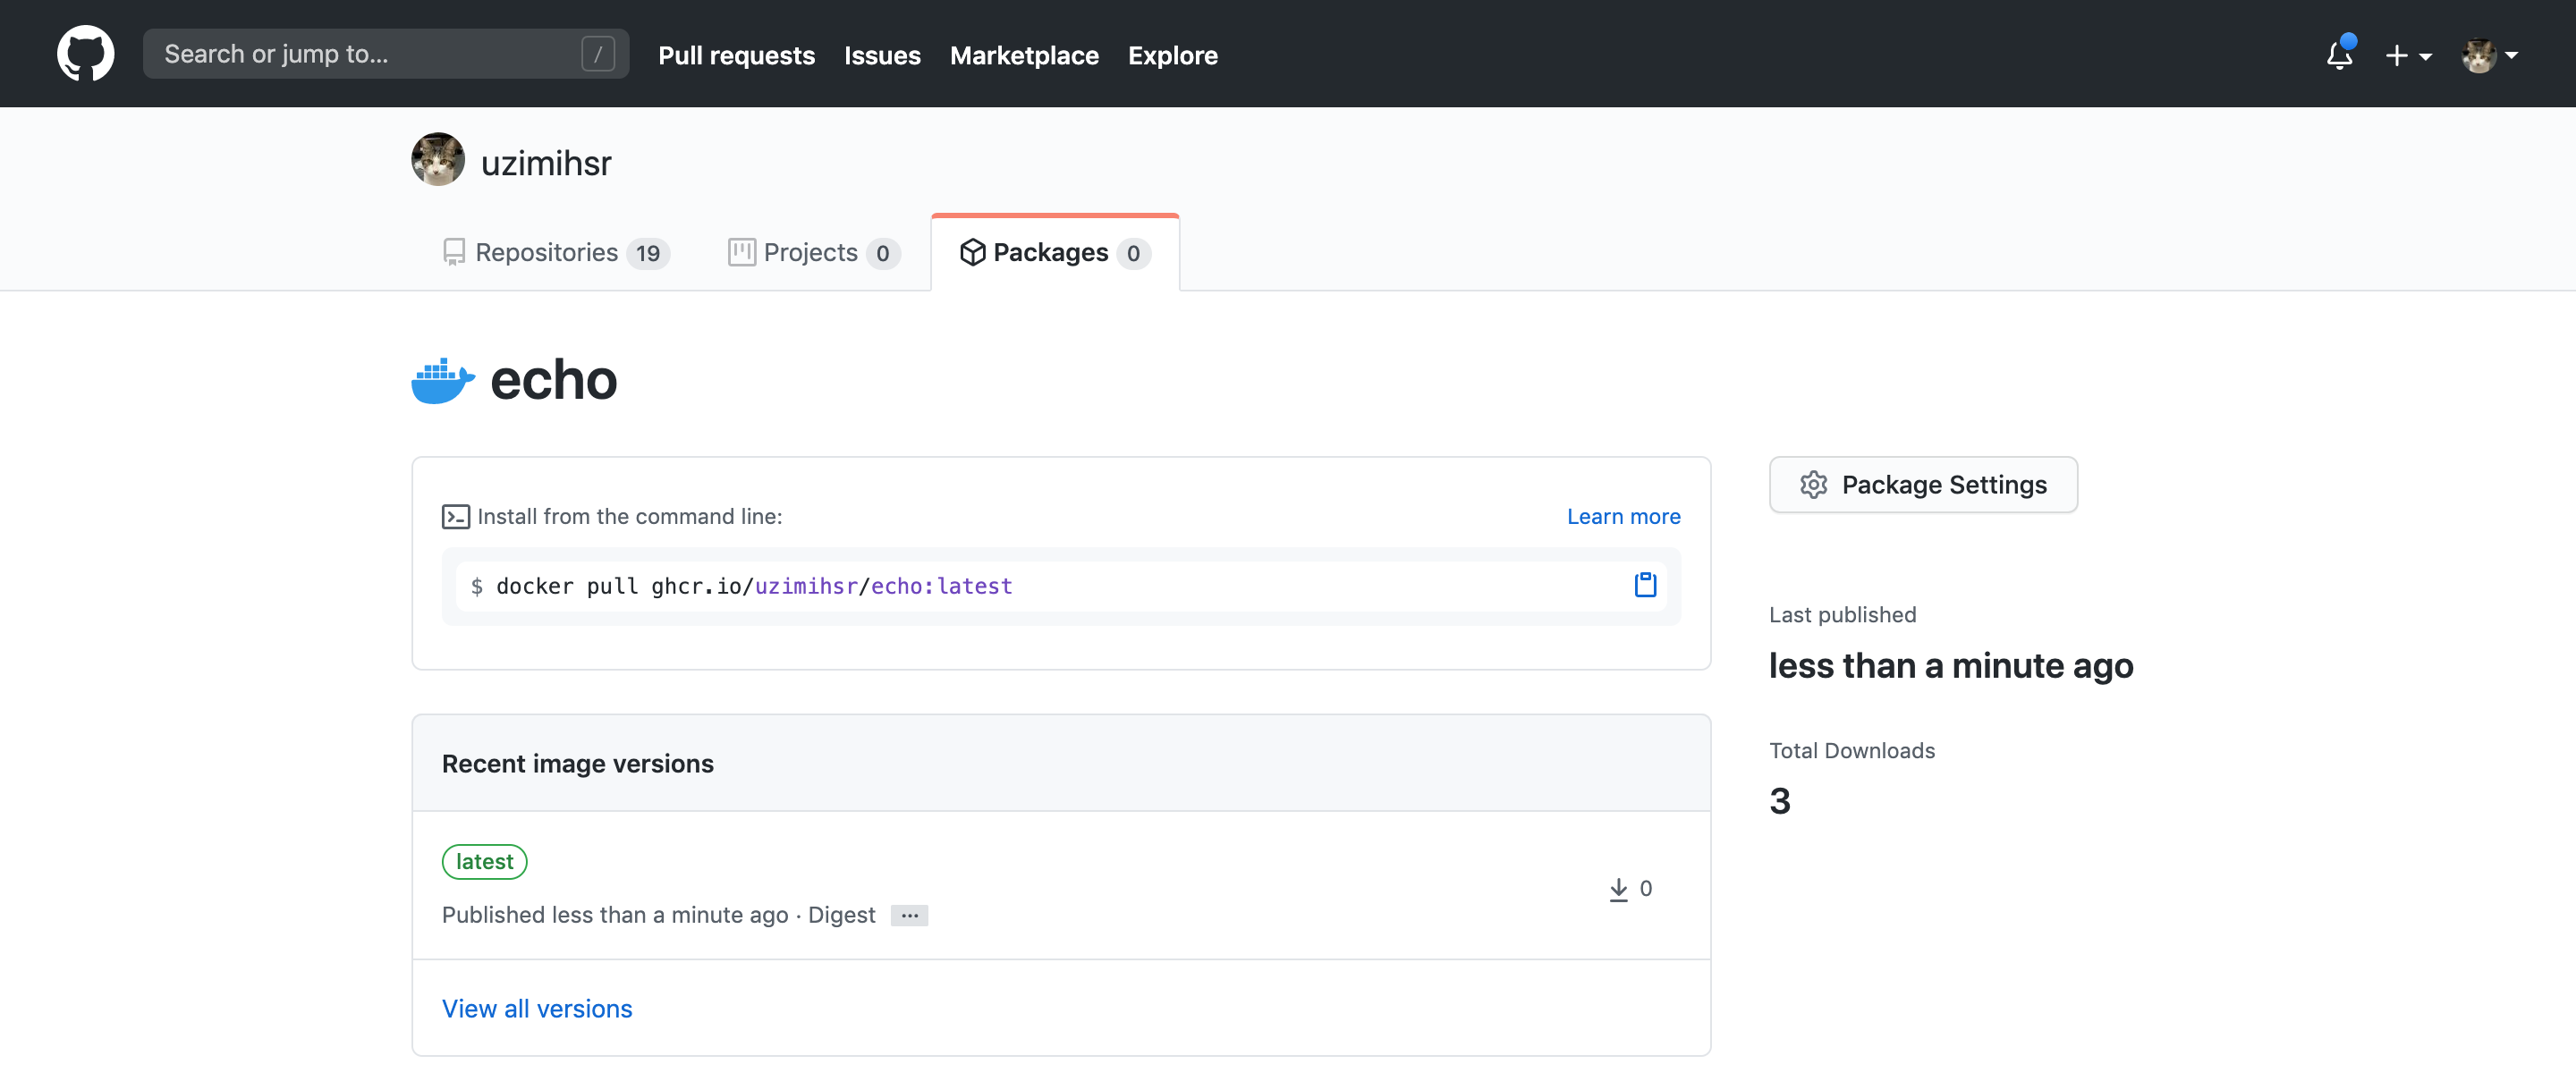 Search or jump to... /
Pull requests Issues Marketplace Explore
uzimihsr
Repositories 19 Projects 0 Packages 0
echo
Install from the command line: Learn more
$ docker pull ghcr.io/uzimihsr/echo:latest
Package Settings
Last published
less than a minute ago
Total Downloads
3
Recent image versions
latest
Published less than a minute ago · Digest ...
0
View all versions